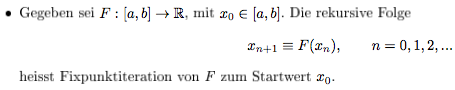 • Gegeben sei F : [a, b] → ℝ, mit x₀ ∈ [a, b]. Die rekursive Folge
xₙ₊₁ ≡ F(xₙ), n = 0, 1, 2, ...
heisst Fixpunktiteration von F zum Startwert x₀.